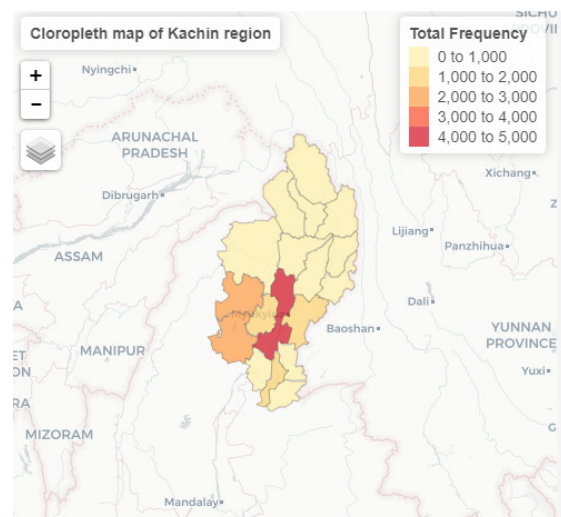 Cloropleth map of Kachin region
+
−
Total Frequency
0 to 1,000
1,000 to 2,000
2,000 to 3,000
3,000 to 4,000
4,000 to 5,000
Nyingchi
ARUNACHAL
PRADESH
Xichang
Dibrugarh
Lijiang
Panzhihua
ASSAM
Dali
Baoshan
YUNNAN
PROVINCE
MANIPUR
Yuxi
MIZORAM
Mandalay